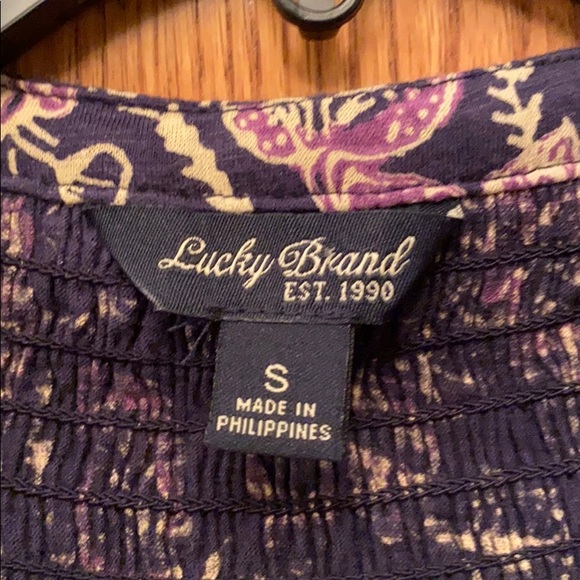 Lucky Brand
EST. 1990
S
MADE IN
PHILIPPINES